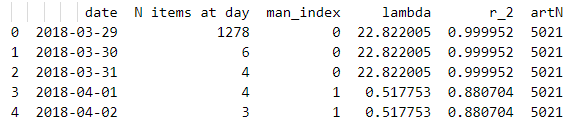 date N items at day man_index lambda r_2 artN
0 2018-03-29 1278 0 22.822005 0.999952 5021
1 2018-03-30 6 0 22.822005 0.999952 5021
2 2018-03-31 4 0 22.822005 0.999952 5021
3 2018-04-01 4 1 0.517753 0.880704 5021
4 2018-04-02 3 1 0.517753 0.880704 5021